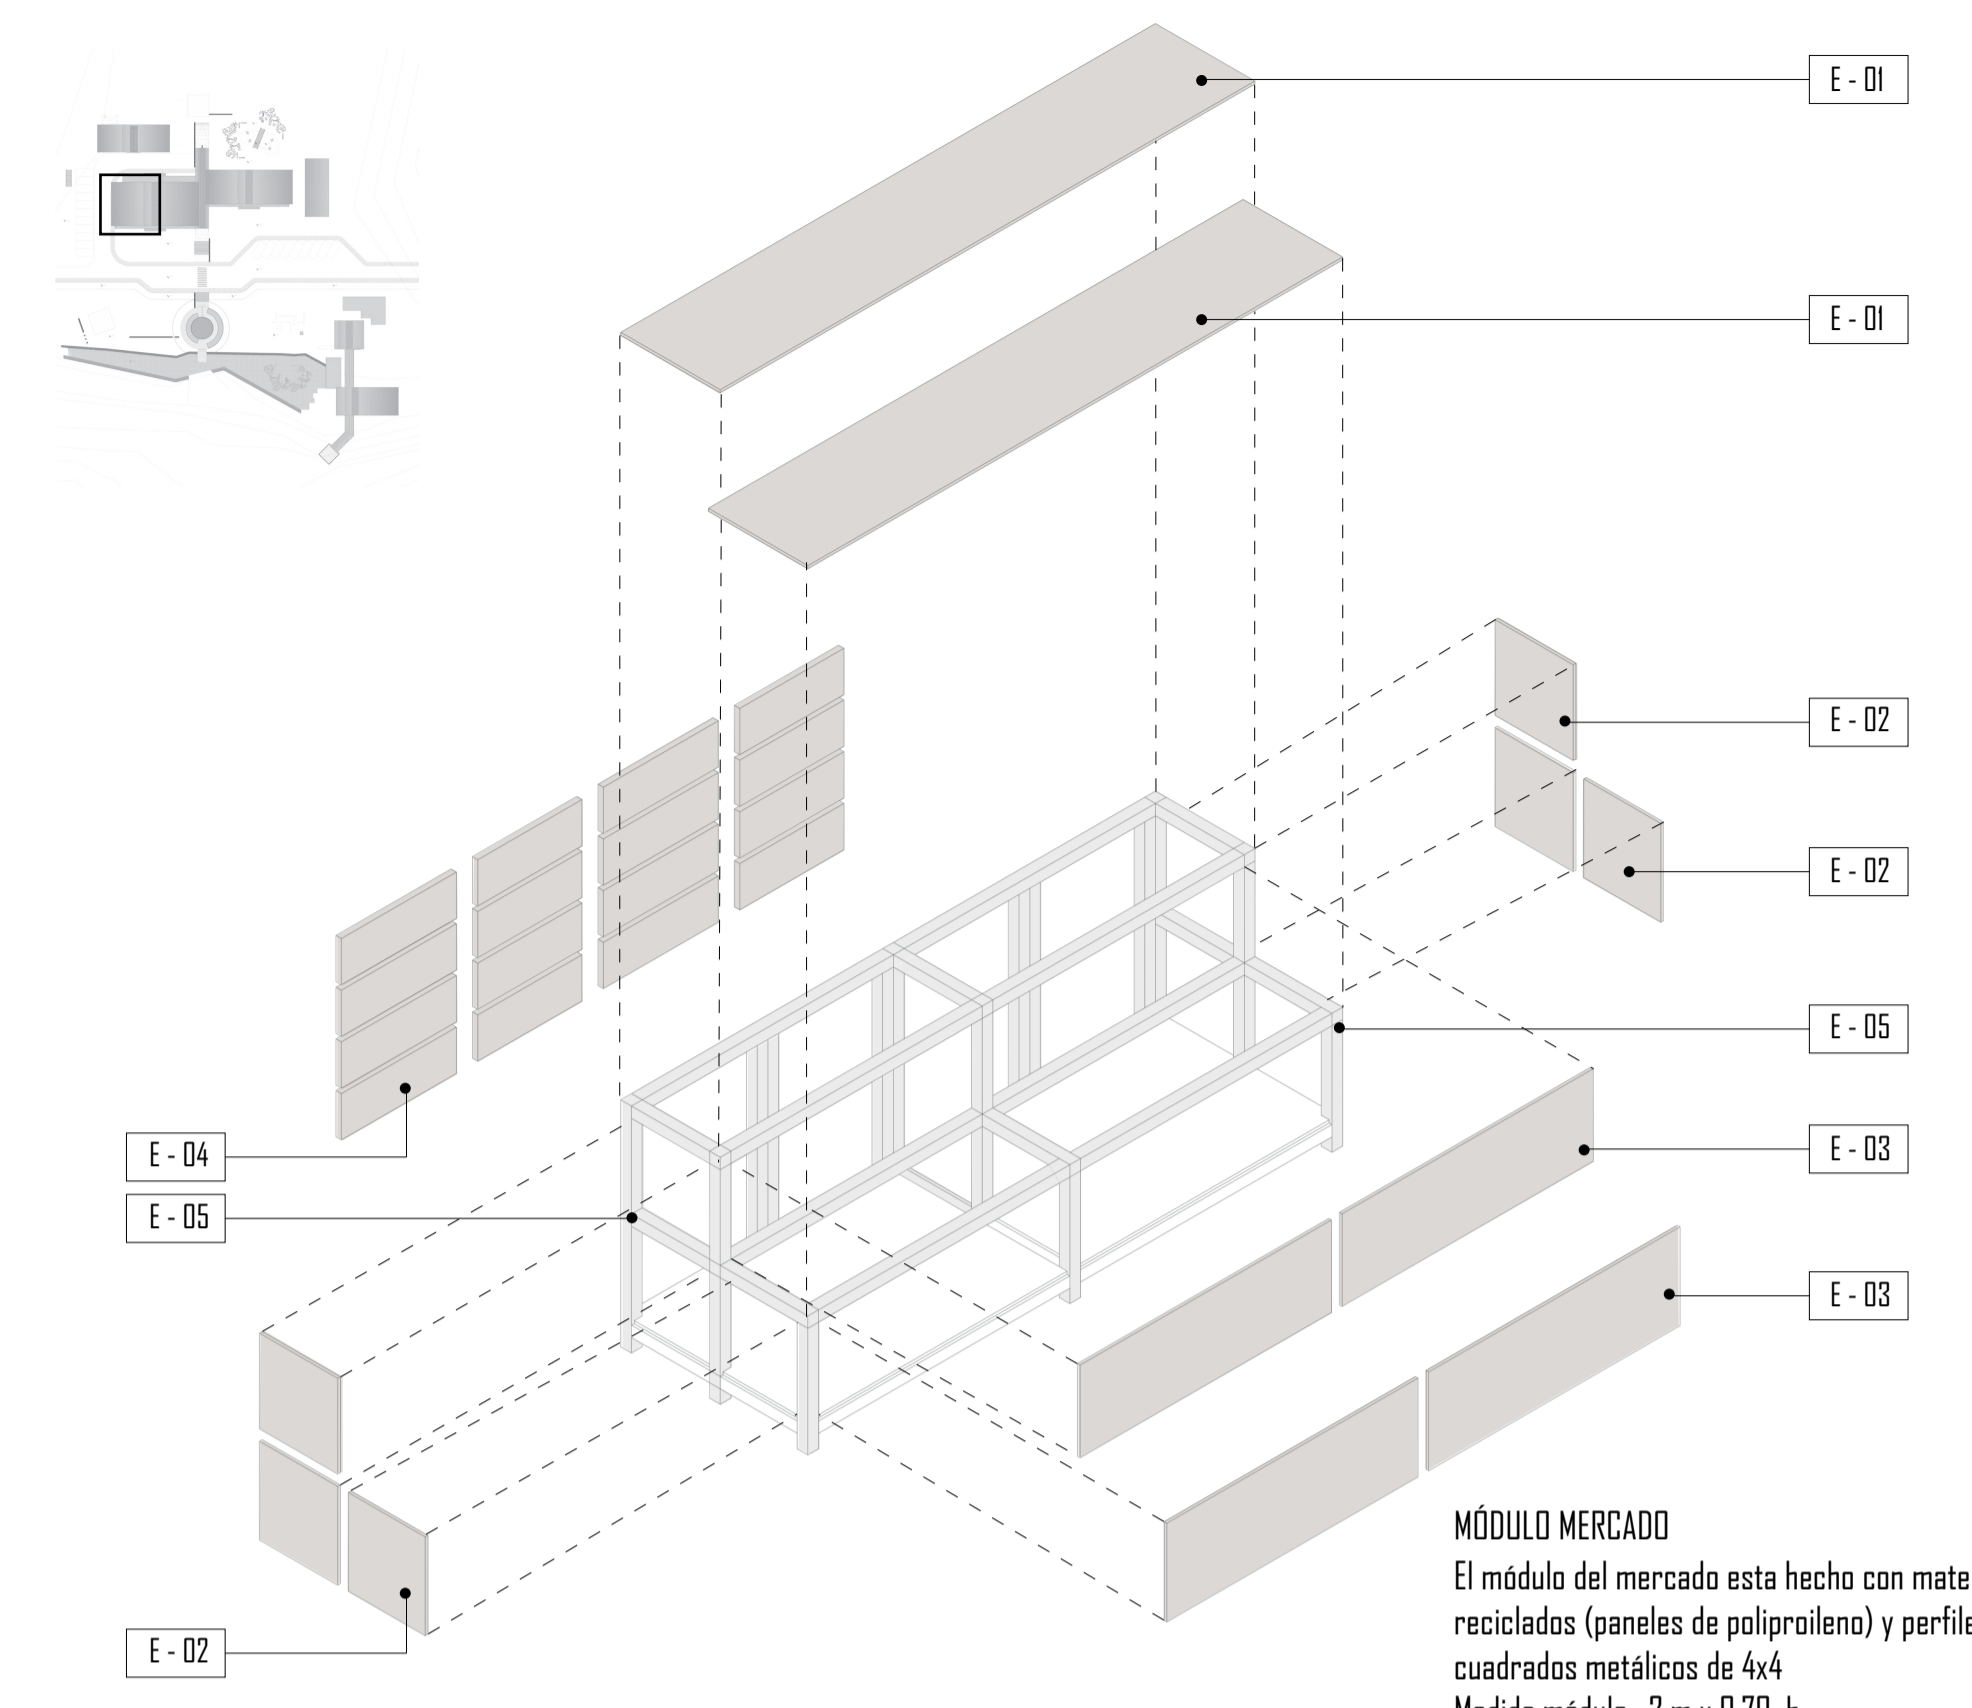 E - 01
E - 01
E - 02
E - 02
E - 05
E - 03
E - 03
E - 04
E - 05
E - 02
MÓDULO MERCADO
El módulo del mercado esta hecho con mate
reciclados (paneles de poliproileno) y perfile
cuadrados metálicos de 4x4